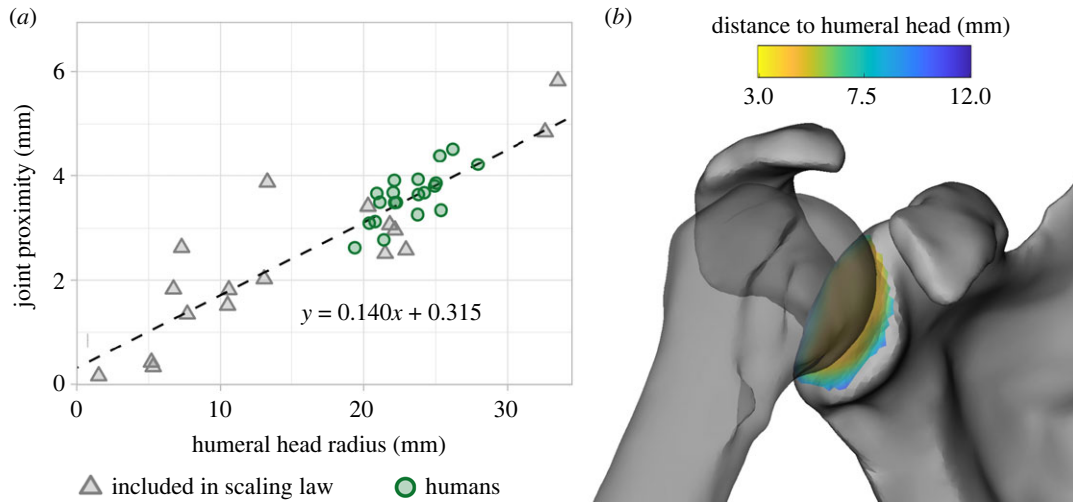 (a)
6
4
2
0
joint proximity (mm)
y = 0.140x + 0.315
0 10 20 30
humeral head radius (mm)
included in scaling law humans
(b)
distance to humeral head (mm)
3.0 7.5 12.0